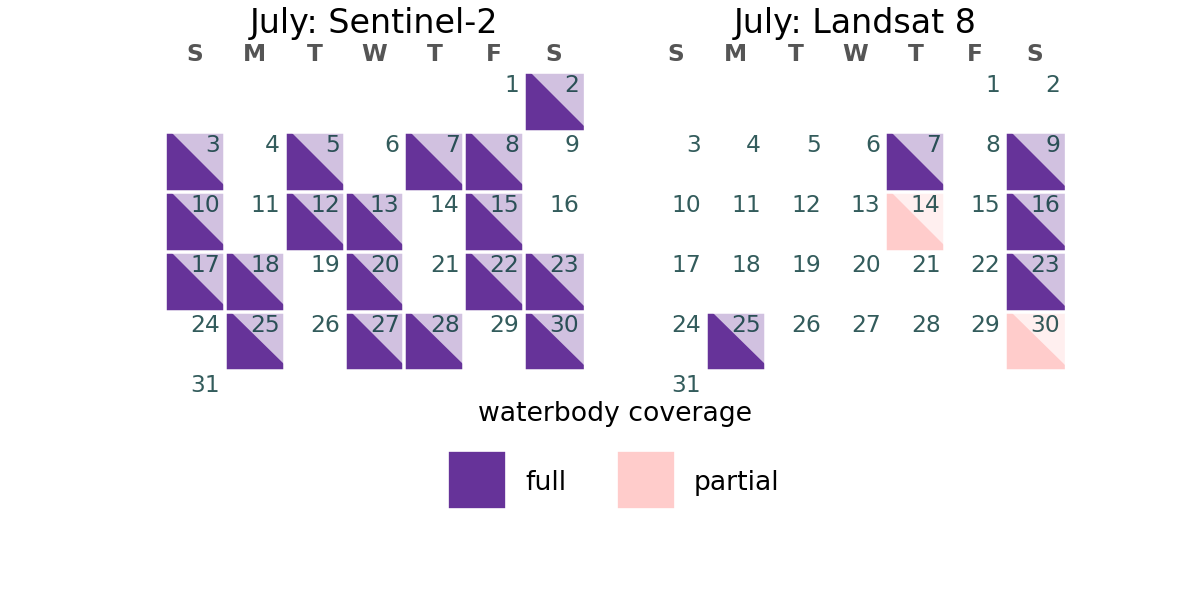 July: Sentinel-2
S M T W T F S
1 2
3 4 5 6 7 8 9
10 11 12 13 14 15 16
17 18 19 20 21 22 23
24 25 26 27 28 29 30
31
July: Landsat 8
S M T W T F S
1 2
3 4 5 6 7 8 9
10 11 12 13 14 15 16
17 18 19 20 21 22 23
24 25 26 27 28 29 30
31
waterbody coverage
full
partial